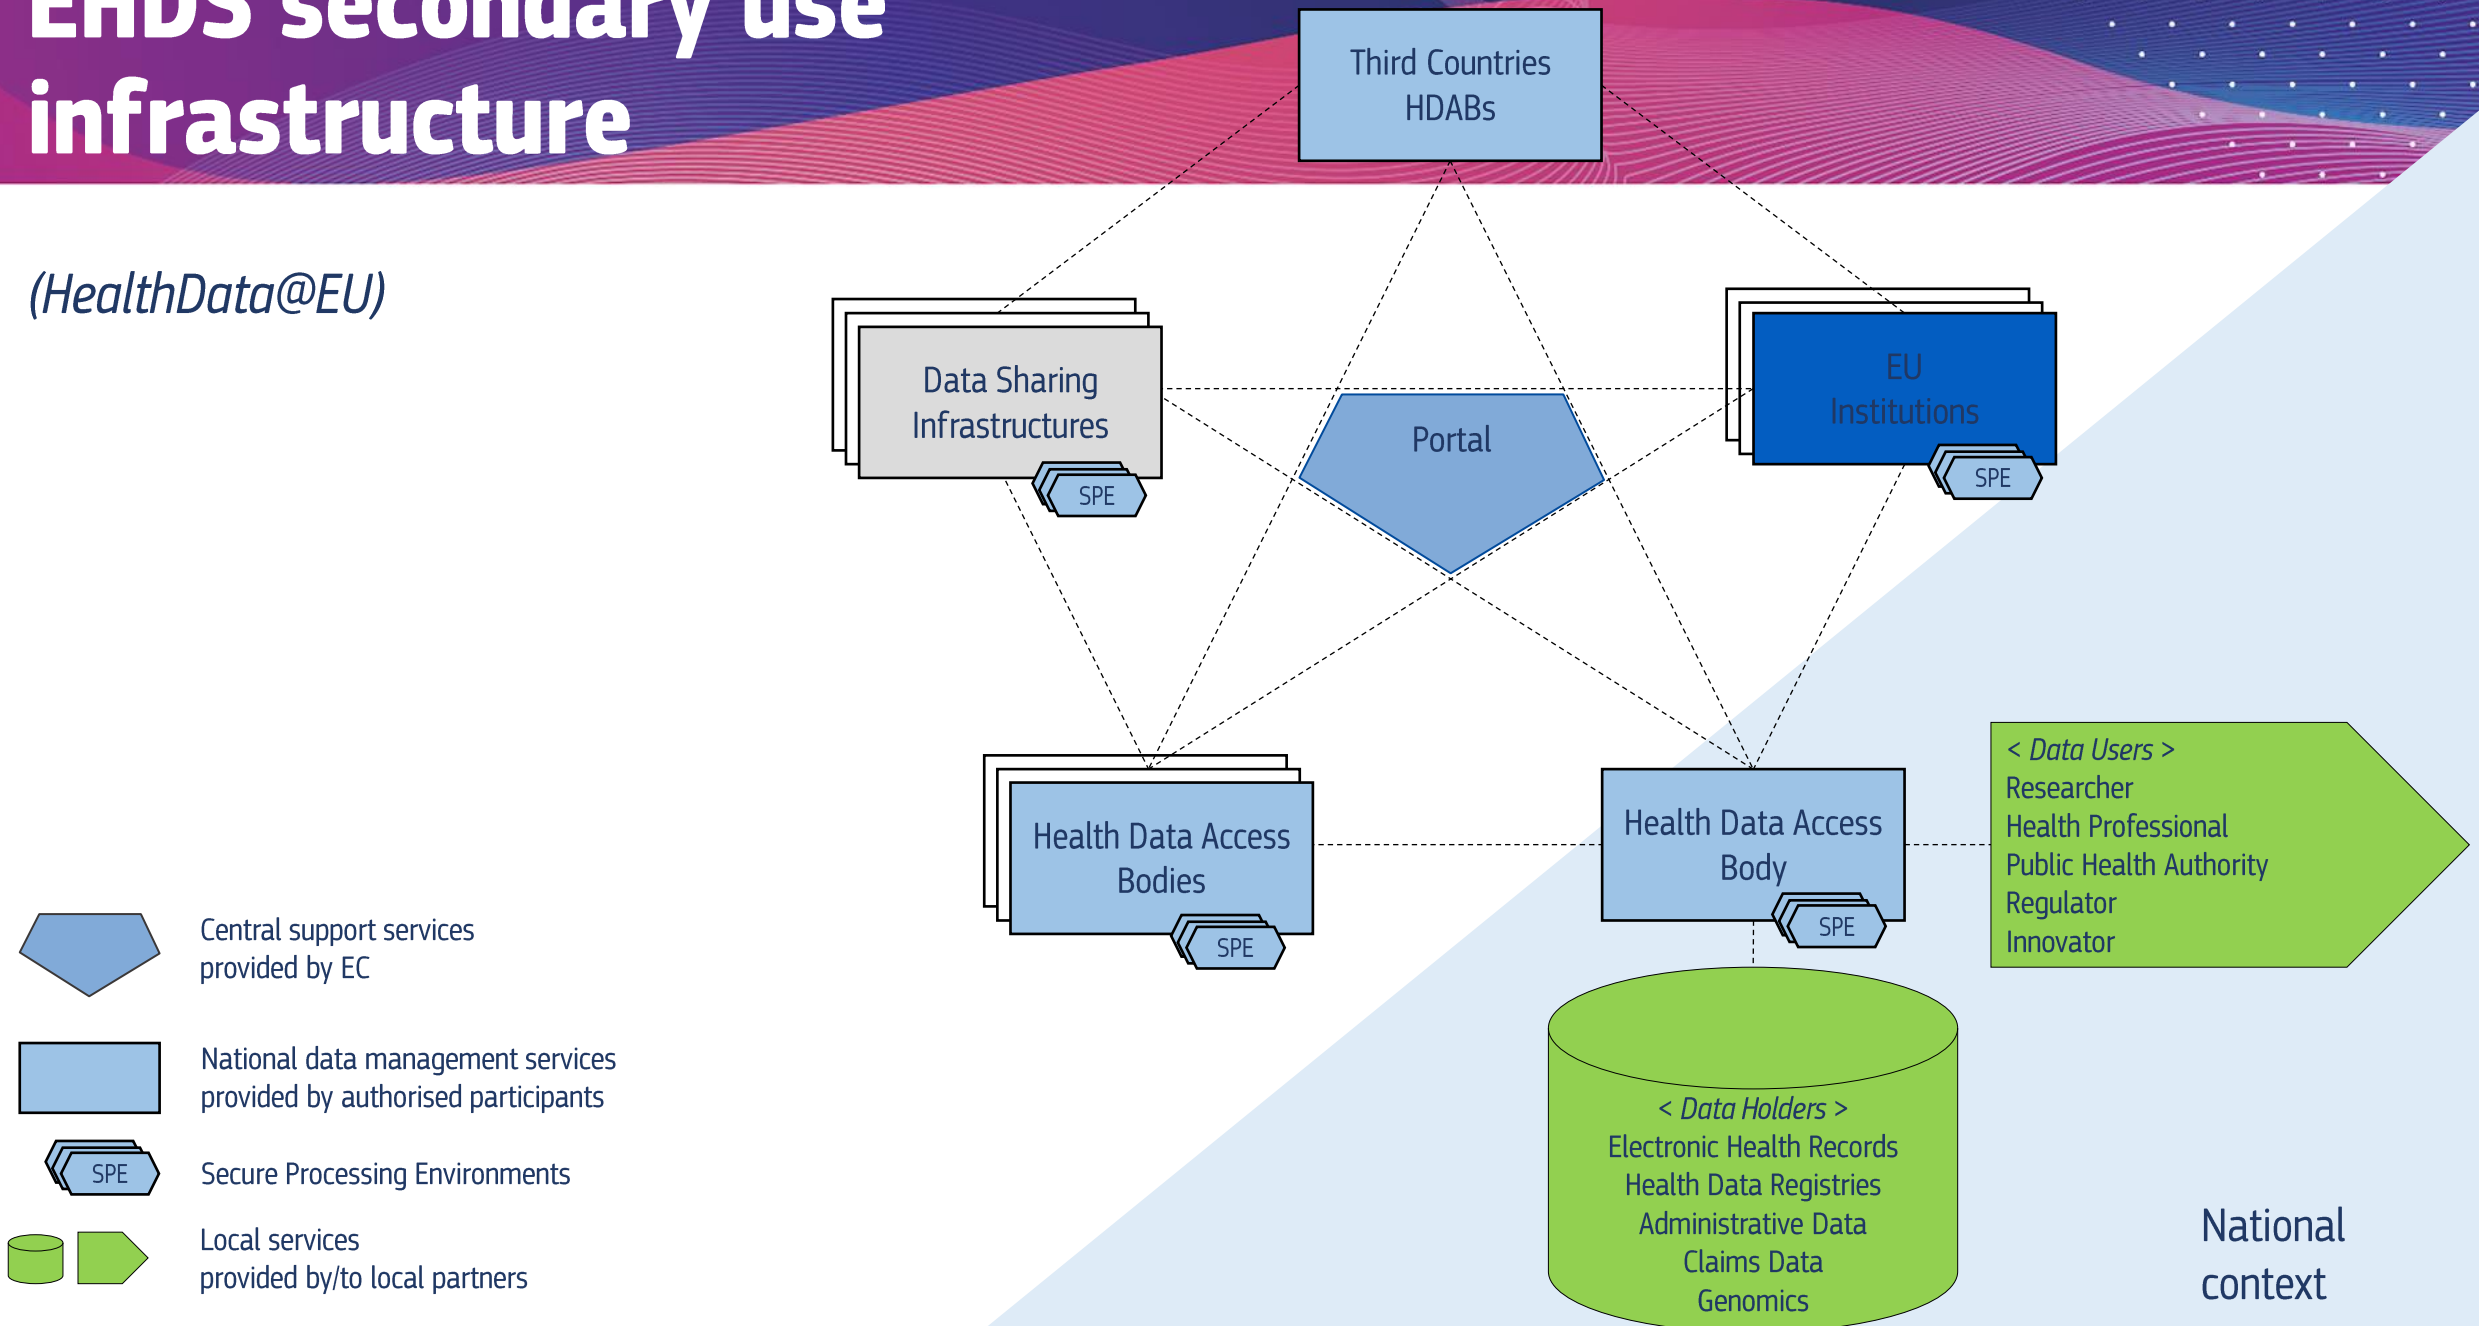 EHDS secondary use
infrastructure
(HealthData@EU)
Third Countries
HDABs
Data Sharing
Infrastructures
SPE
Portal
EU
Institutions
SPE
Health Data Access
Bodies
SPE
Health Data Access
Body
SPE
< Data Users >
Researcher
Health Professional
Public Health Authority
Regulator
Innovator
< Data Holders >
Electronic Health Records
Health Data Registries
Administrative Data
Claims Data
Genomics
National
context
Central support services
provided by EC
National data management services
provided by authorised participants
SPE
Secure Processing Environments
Local services
provided by/to local partners